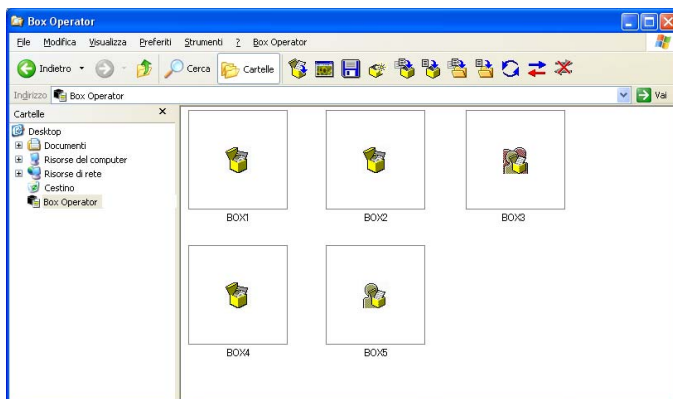 Box Operator
File Modifica Visualizza Preferiti Strumenti ? Box Operator
Indietro Cerca Cartelle
Indirizzo Box Operator Vai
Cartelle x
Desktop
Documenti
Risorse del computer
Risorse di rete
Cestino
Box Operator
BOX1 BOX2 BOX3
BOX4 BOX5